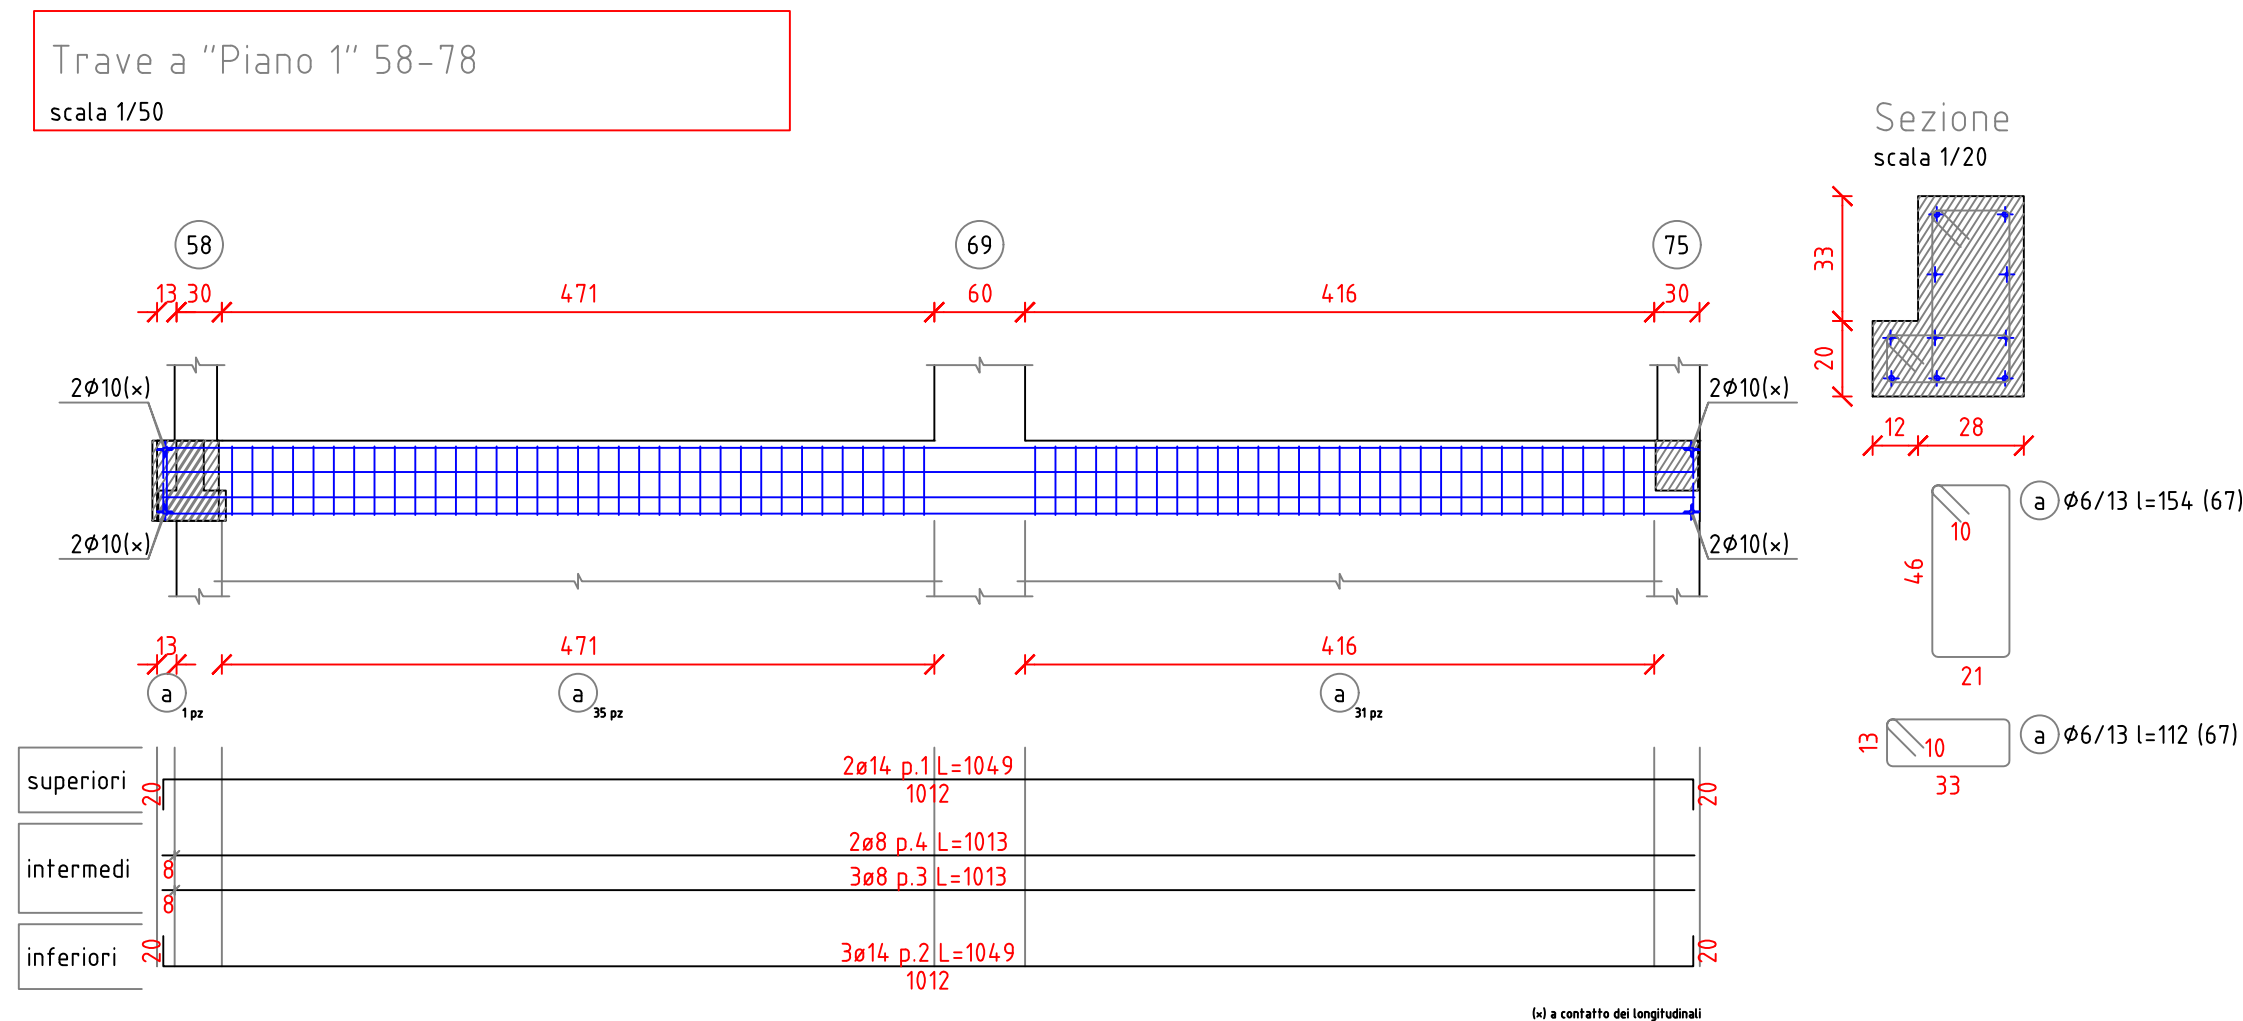 Trave a "Piano 1" 58-78
scala 1/50
Sezione
scala 1/20
58
69
75
13 30
471
60
416
30
33
20
12
28
2Ø10(x)
2Ø10(x)
2Ø10(x)
2Ø10(x)
a Ø6/13 l=154 (67)
10
46
21
a Ø6/13 l=112 (67)
13
10
33
13
471
416
a 1 pz
a 35 pz
a 31 pz
superiori
20
2ø14 p.1 L=1049
1012
20
intermedi
2ø8 p.4 L=1013
8
3ø8 p.3 L=1013
8
inferiori
20
3ø14 p.2 L=1049
1012
20
(x) a contatto dei longitudinali